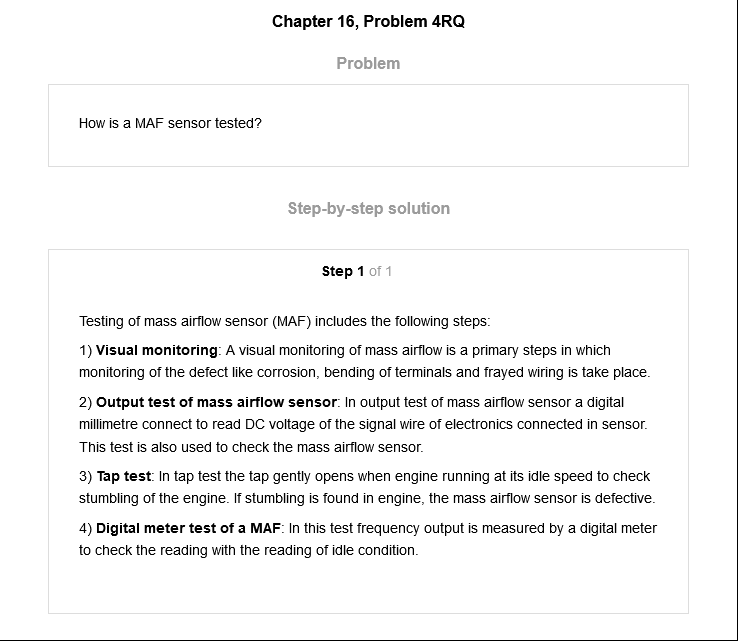 Chapter 16, Problem 4RQ
Problem
How is a MAF sensor tested?
Step-by-step solution
Step 1 of 1
Testing of mass airflow sensor (MAF) includes the following steps:
1) Visual monitoring: A visual monitoring of mass airflow is a primary steps in which
monitoring of the defect like corrosion, bending of terminals and frayed wiring is take place.
2) Output test of mass airflow sensor: In output test of mass airflow sensor a digital
millimetre connect to read DC voltage of the signal wire of electronics connected in sensor.
This test is also used to check the mass airflow sensor.
3) Tap test: In tap test the tap gently opens when engine running at its idle speed to check
stumbling of the engine. If stumbling is found in engine, the mass airflow sensor is defective.
4) Digital meter test of a MAF: In this test frequency output is measured by a digital meter
to check the reading with the reading of idle condition.